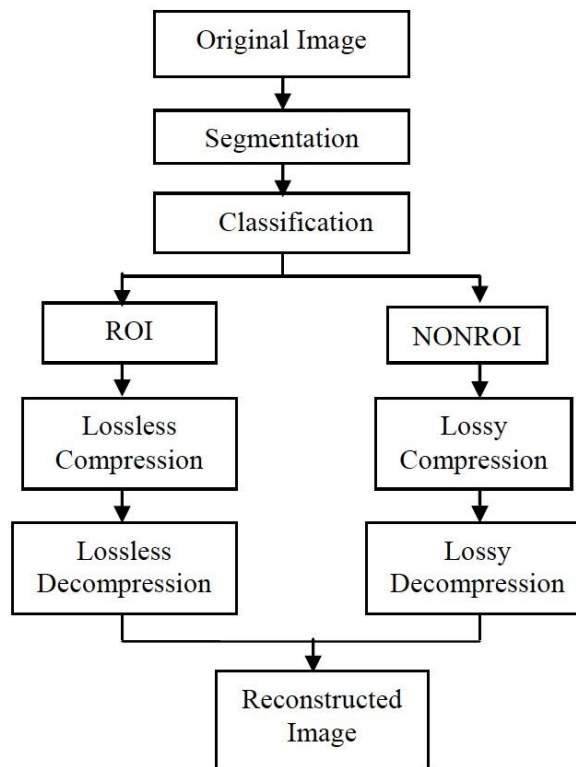 Original Image
Segmentation
Classification
ROI
NONROI
Lossless
Compression
Lossy
Compression
Lossless
Decompression
Lossy
Decompression
Reconstructed
Image